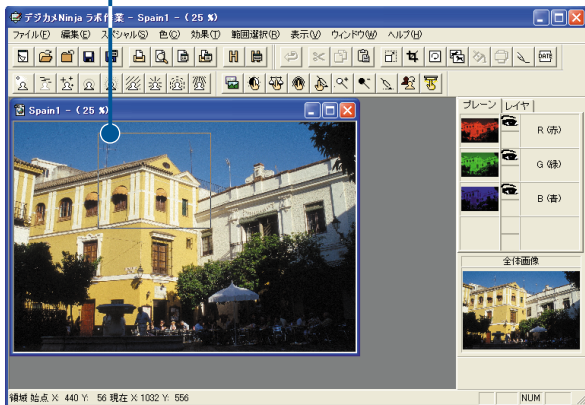 デジカメNinja ラボ作業 - Spain1 - ( 25 %)
ファイル(F) 編集(E) スペシャル(S) 色(C) 効果(T) 範囲選択(R) 表示(V) ウィンドウ(W) ヘルプ(H)
DATE
Spain1 - ( 25 %)
プレーン レイヤ
R (赤)
G (緑)
B (青)
全体画像
領域 始点 X: 440 Y: 56 現在 X: 1032 Y: 556
NUM